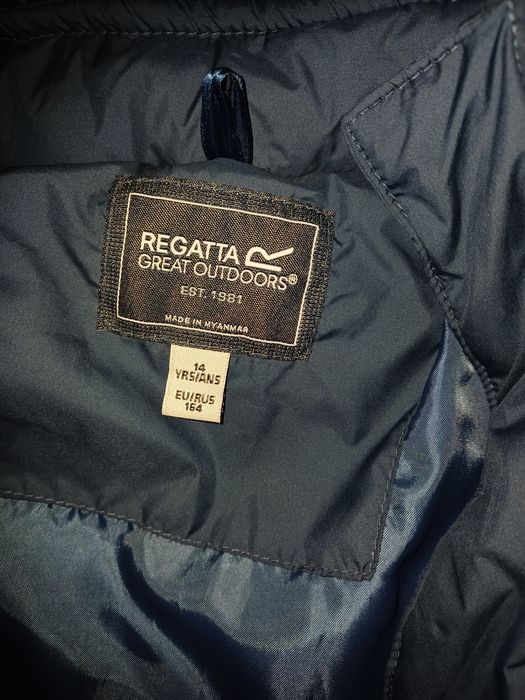 REGATTA R
GREAT OUTDOORS®
EST. 1981
MADE IN MYANMAR
14
YRS/ANS
EU/RUS
164